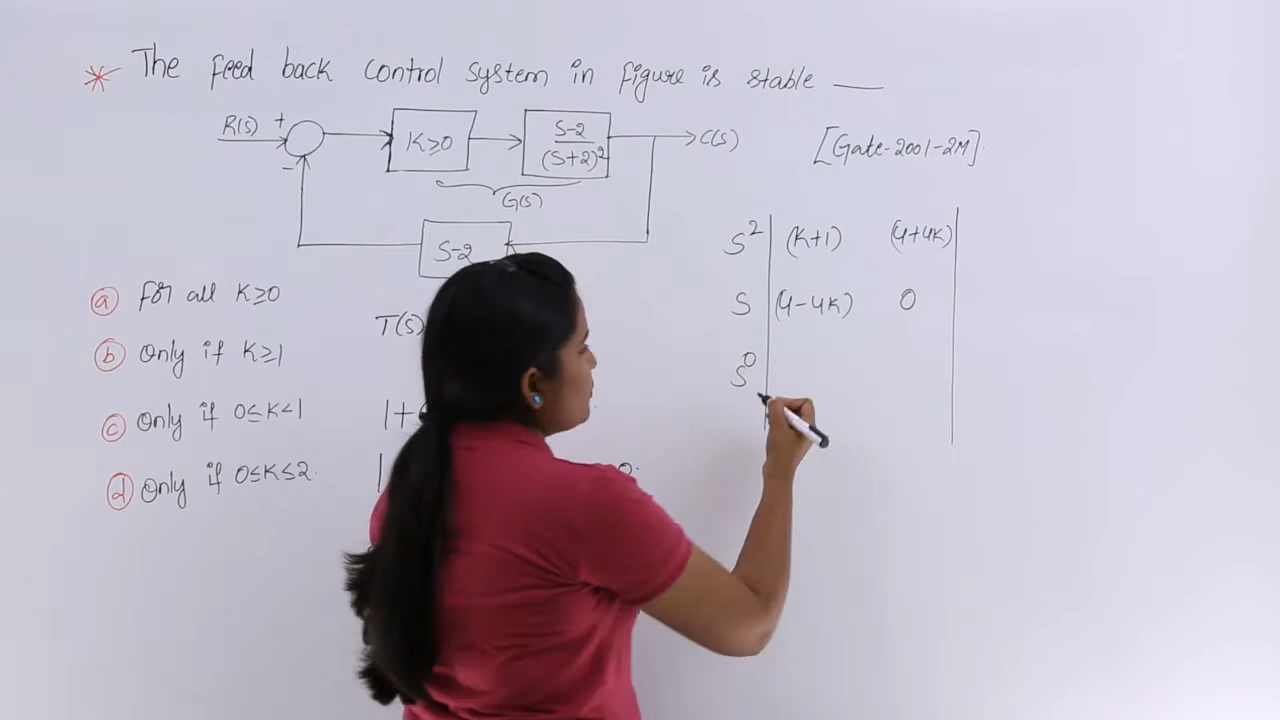 * The feed back control system in figure is stable ___
R(s) + K≥0 S-2/(S+2)² C(s) [Gate-2001-2M].
-
G(s)
S-2
(a) for all K≥0
(b) Only if K≥1
(c) Only if 0≤K<1
(d) Only if 0≤K≤2.
T(S)
1+
1
0.
S² (K+1) (4+4K)
S (4-4K) 0
S⁰